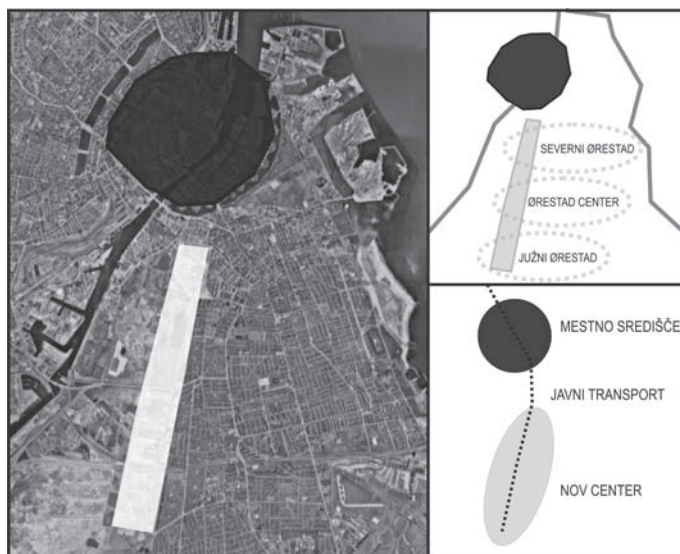 SEVERNI ØRESTAD
ØRESTAD CENTER
JUŽNI ØRESTAD
MESTNO SREDIŠČE
JAVNI TRANSPORT
NOV CENTER